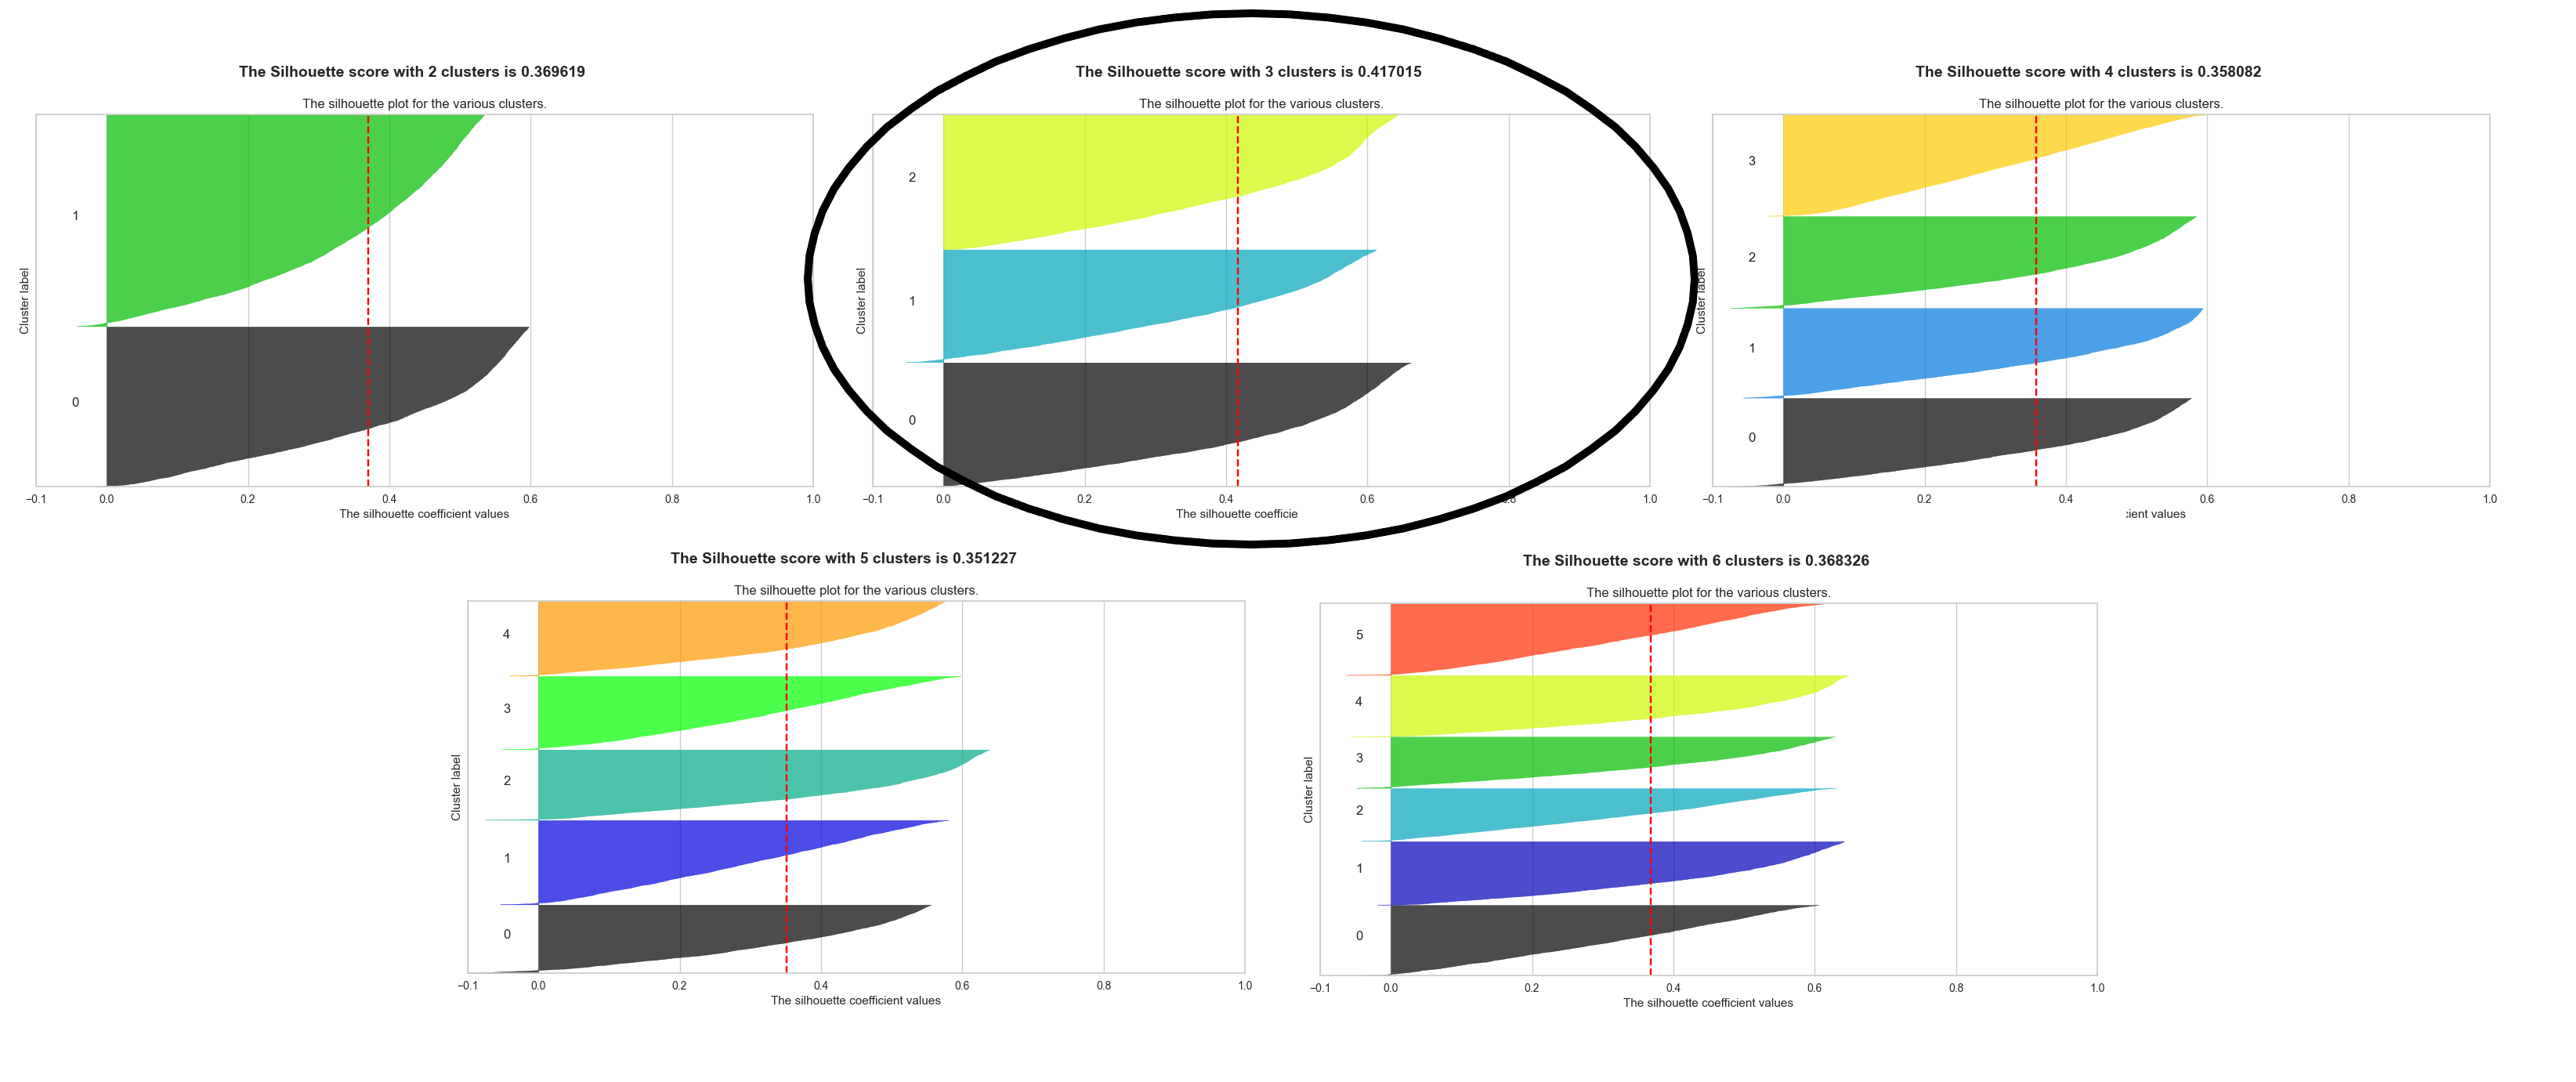 The Silhouette score with 2 clusters is 0.369619
The silhouette plot for the various clusters.
1
0
Cluster label
−0.1 0.0 0.2 0.4 0.6 0.8 1.0
The silhouette coefficient values
The Silhouette score with 3 clusters is 0.417015
The silhouette plot for the various clusters.
2
1
0
Cluster label
−0.1 0.0 0.2 0.4 0.6 0.8 1.0
The silhouette coefficie
The Silhouette score with 4 clusters is 0.358082
The silhouette plot for the various clusters.
3
2
1
0
Cluster label
−0.1 0.0 0.2 0.4 0.6 0.8 1.0
cient values
The Silhouette score with 5 clusters is 0.351227
The silhouette plot for the various clusters.
4
3
2
1
0
Cluster label
−0.1 0.0 0.2 0.4 0.6 0.8 1.0
The silhouette coefficient values
The Silhouette score with 6 clusters is 0.368326
The silhouette plot for the various clusters.
5
4
3
2
1
0
Cluster label
−0.1 0.0 0.2 0.4 0.6 0.8 1.0
The silhouette coefficient values